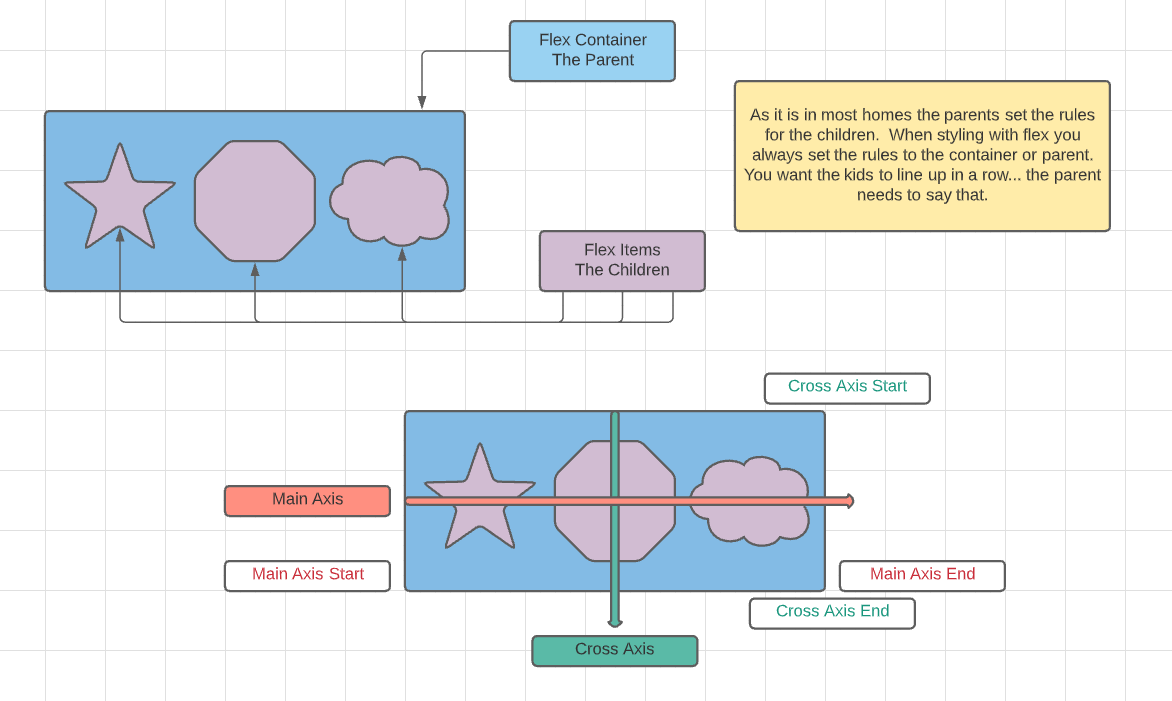 Flex Container
The Parent
As it is in most homes the parents set the rules
for the children.  When styling with flex you
always set the rules to the container or parent.
You want the kids to line up in a row... the parent
needs to say that.
Flex Items
The Children
Cross Axis Start
Main Axis
Main Axis Start
Main Axis End
Cross Axis End
Cross Axis